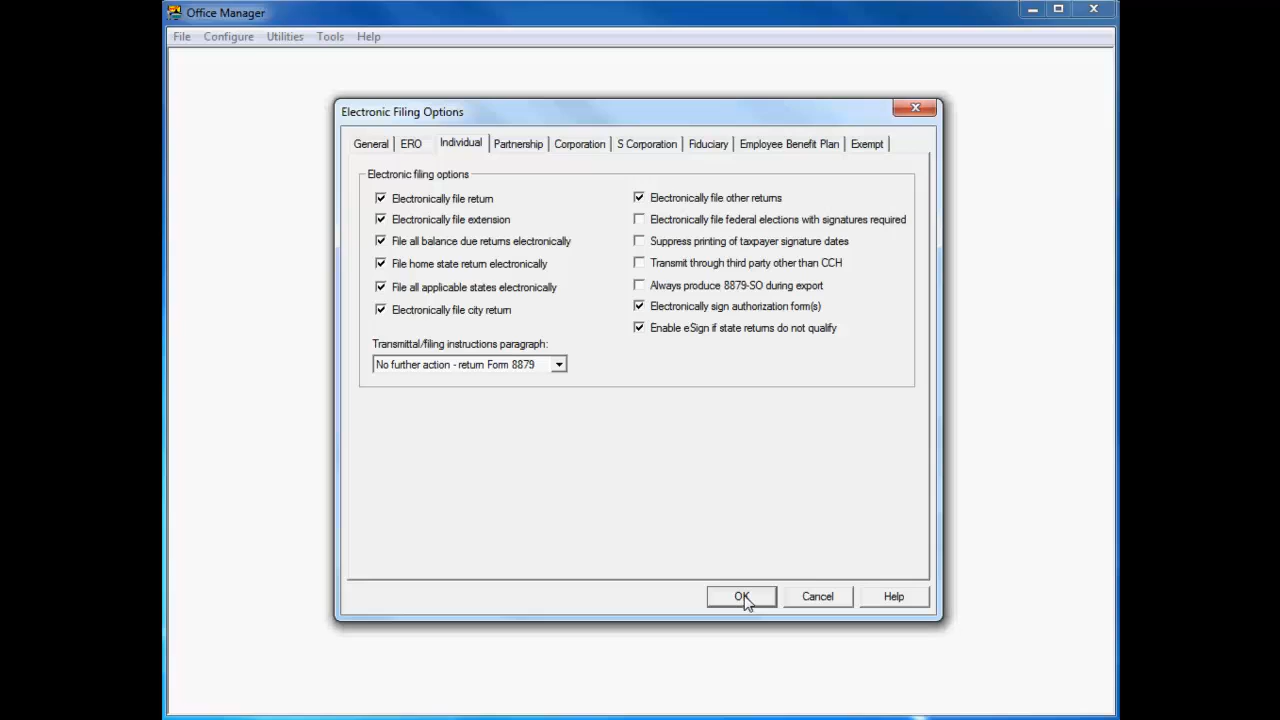 Office Manager
File Configure Utilities Tools Help
Electronic Filing Options
General ERO Individual Partnership Corporation S Corporation Fiduciary Employee Benefit Plan Exempt
Electronic filing options
Electronically file return
Electronically file extension
File all balance due returns electronically
File home state return electronically
File all applicable states electronically
Electronically file city return
Transmittal/filing instructions paragraph:
No further action - return Form 8879
Electronically file other returns
Electronically file federal elections with signatures required
Suppress printing of taxpayer signature dates
Transmit through third party other than CCH
Always produce 8879-SO during export
Electronically sign authorization form(s)
Enable eSign if state returns do not qualify
OK Cancel Help